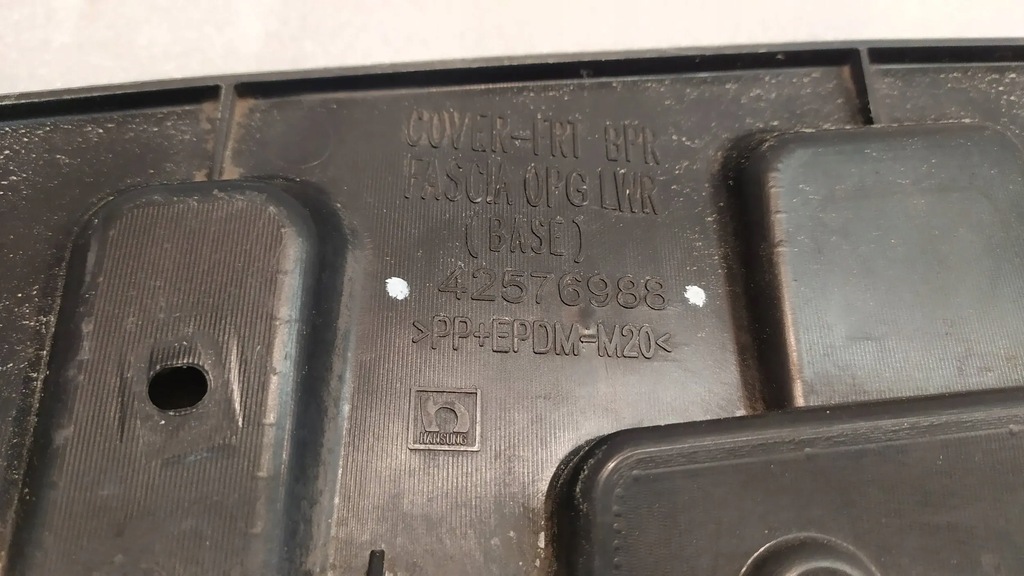 COVER-FRT BPR
FASCIA OPG LWR
(BASE)
42576988
>PP+EPDM-M20<
HANSUNG